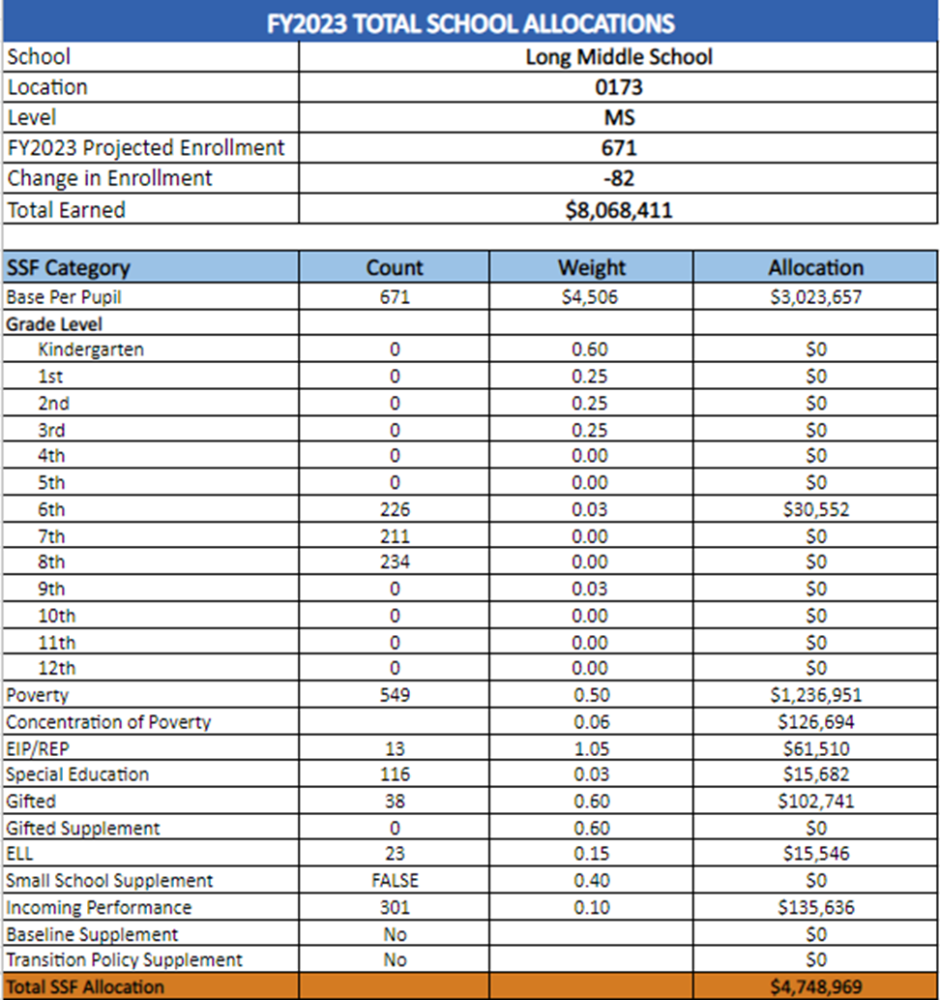 FY2023 TOTAL SCHOOL ALLOCATIONS
School Long Middle School
Location 0173
Level MS
FY2023 Projected Enrollment 671
Change in Enrollment -82
Total Earned $8,068,411
SSF Category Count Weight Allocation
Base Per Pupil 671 $4,506 $3,023,657
Grade Level
Kindergarten 0 0.60 $0
1st 0 0.25 $0
2nd 0 0.25 $0
3rd 0 0.25 $0
4th 0 0.00 $0
5th 0 0.00 $0
6th 226 0.03 $30,552
7th 211 0.00 $0
8th 234 0.00 $0
9th 0 0.03 $0
10th 0 0.00 $0
11th 0 0.00 $0
12th 0 0.00 $0
Poverty 549 0.50 $1,236,951
Concentration of Poverty 0.06 $126,694
EIP/REP 13 1.05 $61,510
Special Education 116 0.03 $15,682
Gifted 38 0.60 $102,741
Gifted Supplement 0 0.60 $0
ELL 23 0.15 $15,546
Small School Supplement FALSE 0.40 $0
Incoming Performance 301 0.10 $135,636
Baseline Supplement No $0
Transition Policy Supplement No $0
Total SSF Allocation $4,748,969